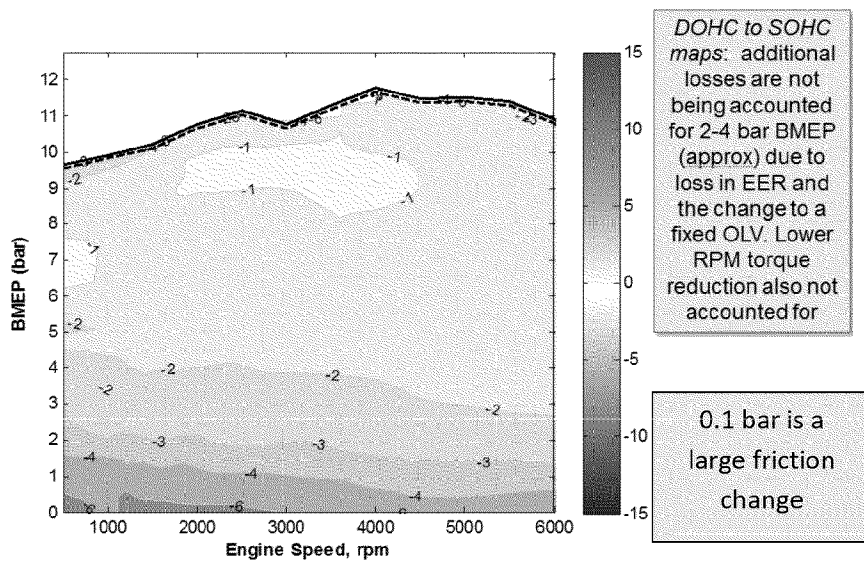 12
11
10
9
8
7
6
5
4
3
2
1
0
BMEP (bar)
1000
2000
3000
4000
5000
6000
Engine Speed, rpm
-2
-1
-1
-1
-1
-2
-2
-2
-2
-2
-2
-3
-3
-3
-4
-4
-4
-6
15
10
5
0
-5
-10
-15
DOHC to SOHC
maps: additional
losses are not
being accounted
for 2-4 bar BMEP
(approx) due to
loss in EER and
the change to a
fixed OLV. Lower
RPM torque
reduction also not
accounted for
0.1 bar is a
large friction
change